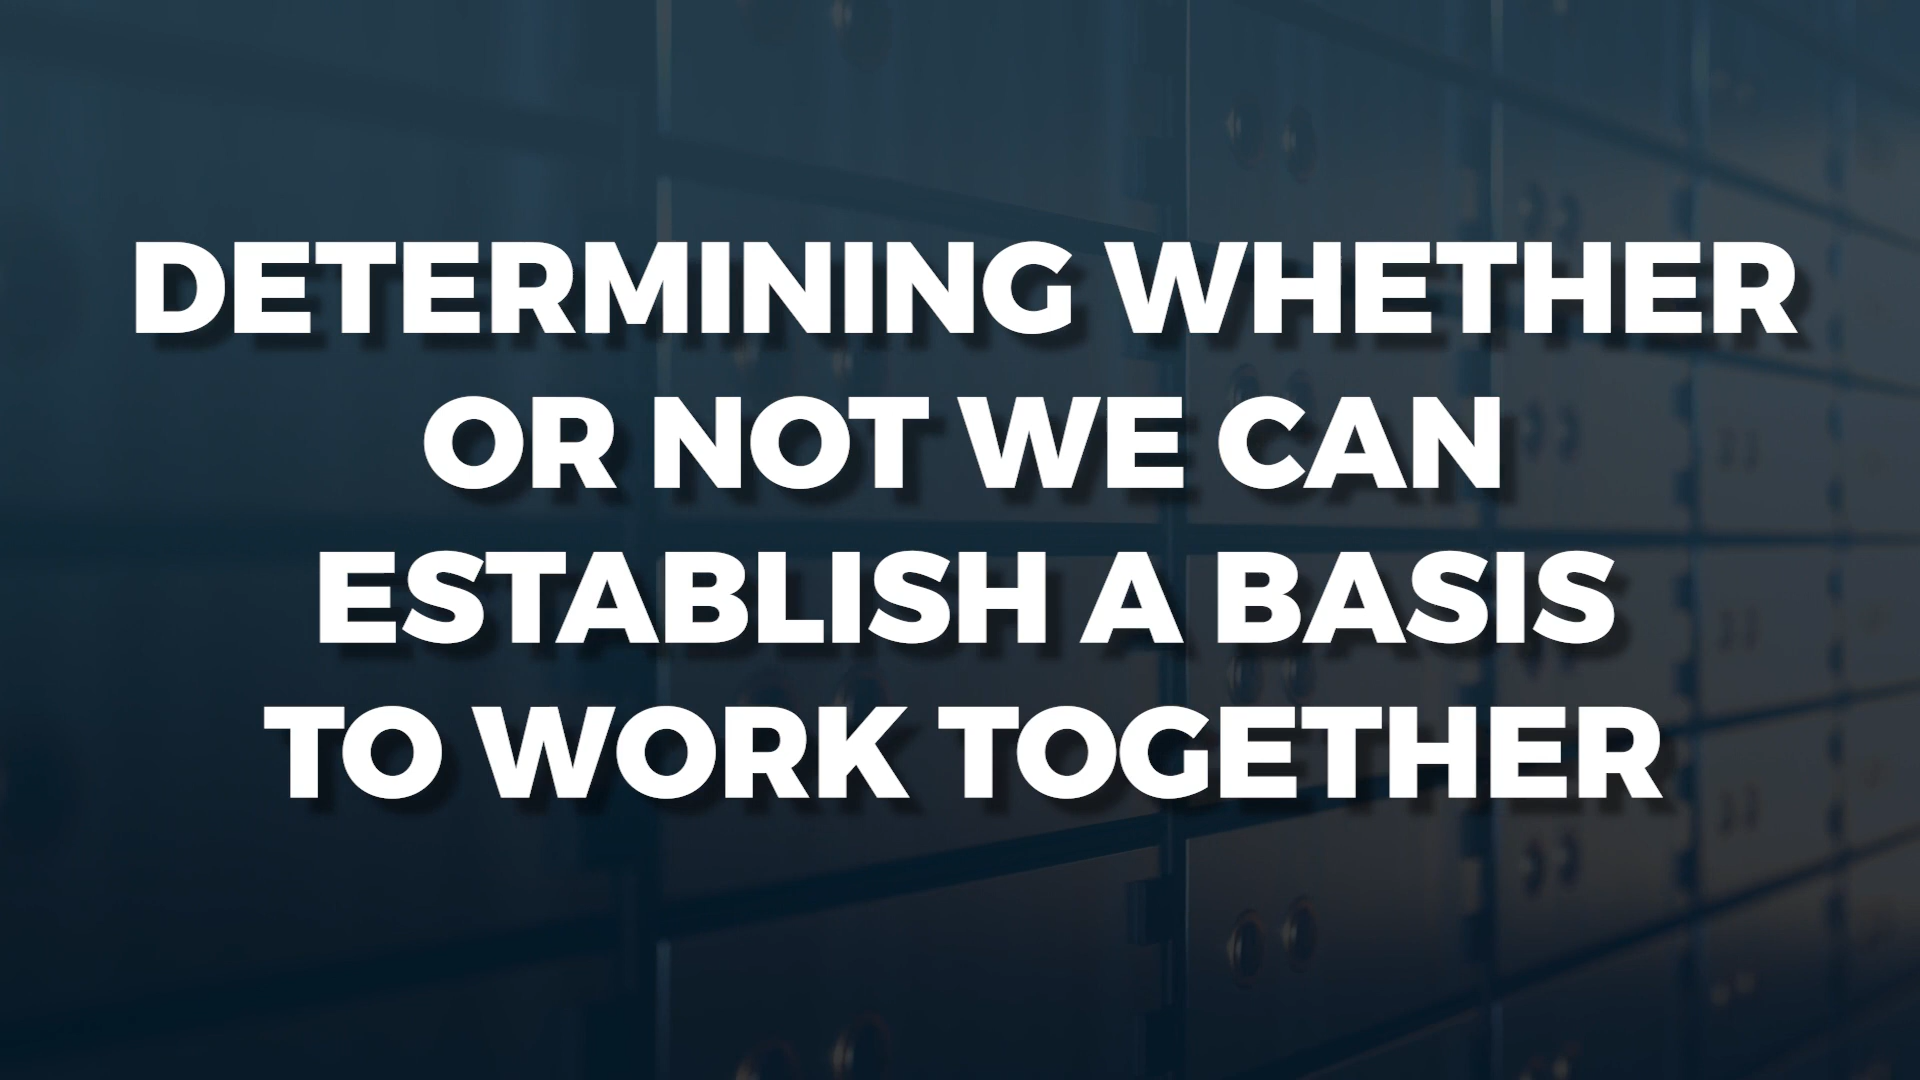 DETERMINING WHETHER
OR NOT WE CAN
ESTABLISH A BASIS
TO WORK TOGETHER